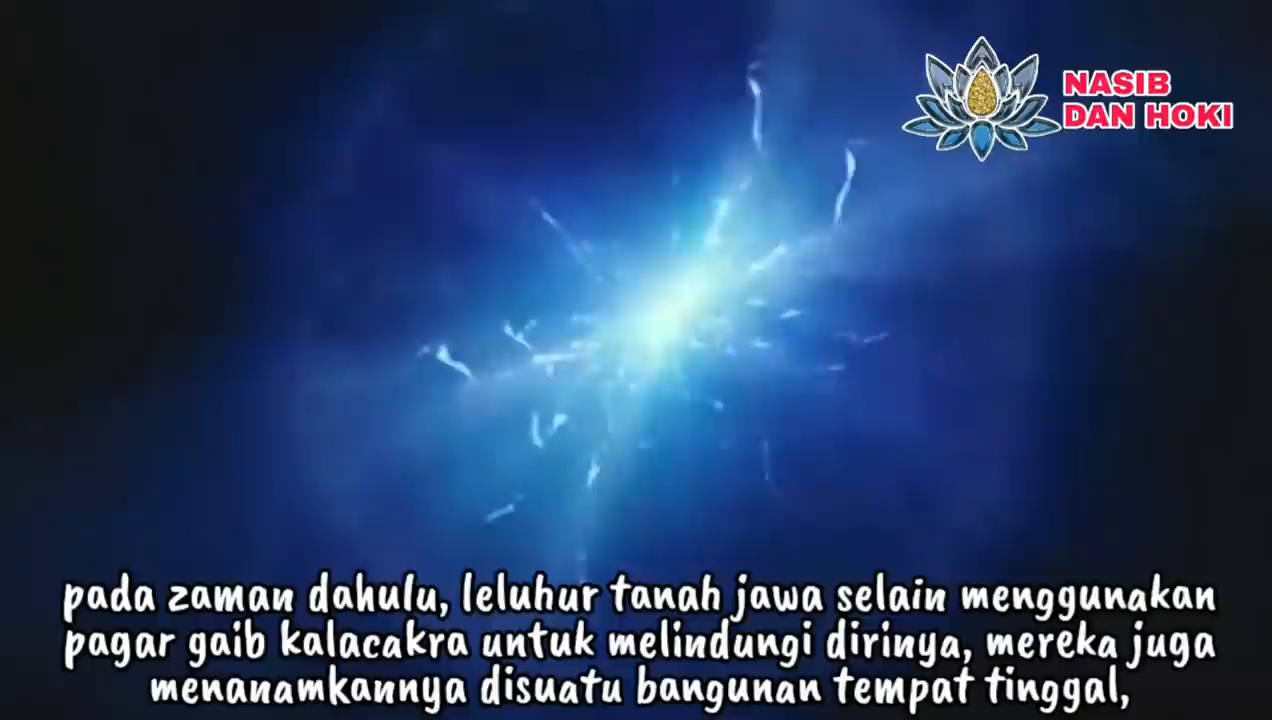 NASIB
DAN HOKI
pada zaman dahulu, leluhur tanah jawa selain menggunakan
pagar gaib kalacakra untuk melindungi dirinya, mereka juga
menanamkannya disuatu bangunan tempat tinggal,